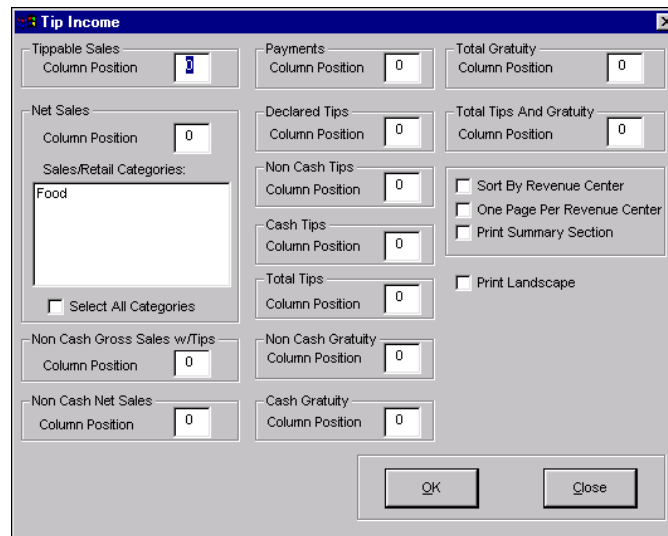 Tip Income
Tippable Sales
Column Position 0
Net Sales
Column Position 0
Sales/Retail Categories:
Food
Select All Categories
Non Cash Gross Sales w/Tips
Column Position 0
Non Cash Net Sales
Column Position 0
Payments
Column Position 0
Declared Tips
Column Position 0
Non Cash Tips
Column Position 0
Cash Tips
Column Position 0
Total Tips
Column Position 0
Non Cash Gratuity
Column Position 0
Cash Gratuity
Column Position 0
Total Gratuity
Column Position 0
Total Tips And Gratuity
Column Position 0
Sort By Revenue Center
One Page Per Revenue Center
Print Summary Section
Print Landscape
OK
Close